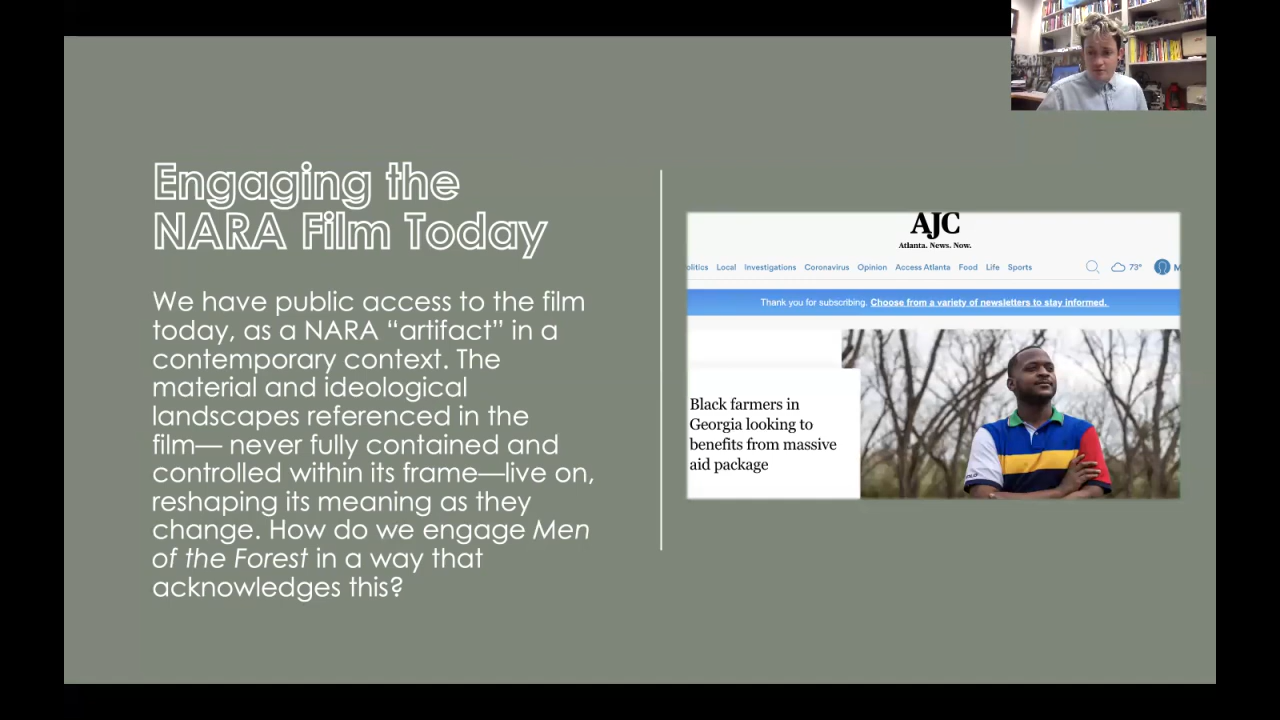 Engaging the
NARA Film Today
We have public access to the film
today, as a NARA “artifact” in a
contemporary context. The
material and ideological
landscapes referenced in the
film— never fully contained and
controlled within its frame—live on,
reshaping its meaning as they
change. How do we engage Men
of the Forest in a way that
acknowledges this?
AJC
Atlanta. News. Now.
olitics Local Investigations Coronavirus Opinion Access Atlanta Food Life Sports 73° M
Thank you for subscribing. Choose from a variety of newsletters to stay informed.
Black farmers in
Georgia looking to
benefits from massive
aid package